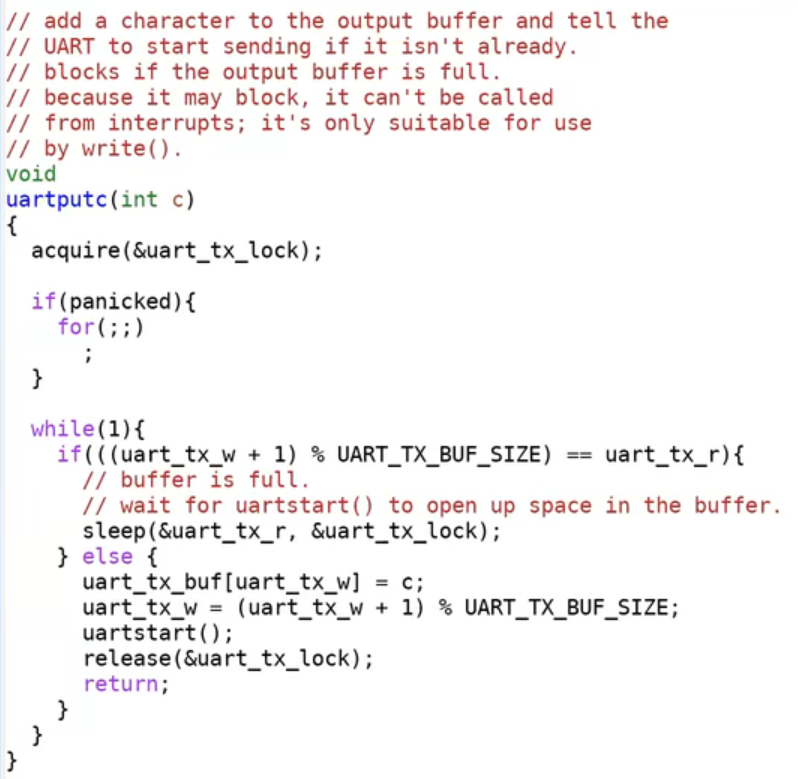 // add a character to the output buffer and tell the
// UART to start sending if it isn't already.
// blocks if the output buffer is full.
// because it may block, it can't be called
// from interrupts; it's only suitable for use
// by write().
void
uartputc(int c)
{
  acquire(&uart_tx_lock);

  if(panicked){
    for(;;)
      ;
  }

  while(1){
    if(((uart_tx_w + 1) % UART_TX_BUF_SIZE) == uart_tx_r){
      // buffer is full.
      // wait for uartstart() to open up space in the buffer.
      sleep(&uart_tx_r, &uart_tx_lock);
    } else {
      uart_tx_buf[uart_tx_w] = c;
      uart_tx_w = (uart_tx_w + 1) % UART_TX_BUF_SIZE;
      uartstart();
      release(&uart_tx_lock);
      return;
    }
  }
}